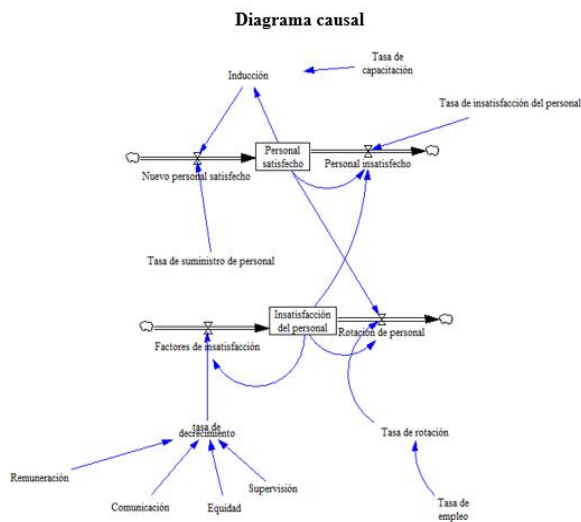 Diagrama causal
Tasa de
capacitación
Inducción
Tasa de insatisfacción del personal
Personal
satisfecho
Nuevo personal satisfecho
Personal insatisfecho
Tasa de suministro de personal
Insatisfacción
del personal
Factores de insatisfacción
Rotación de personal
tasa de
decrecimiento
Tasa de rotación
Remuneración
Supervisión
Comunicación
Equidad
Tasa de
empleo